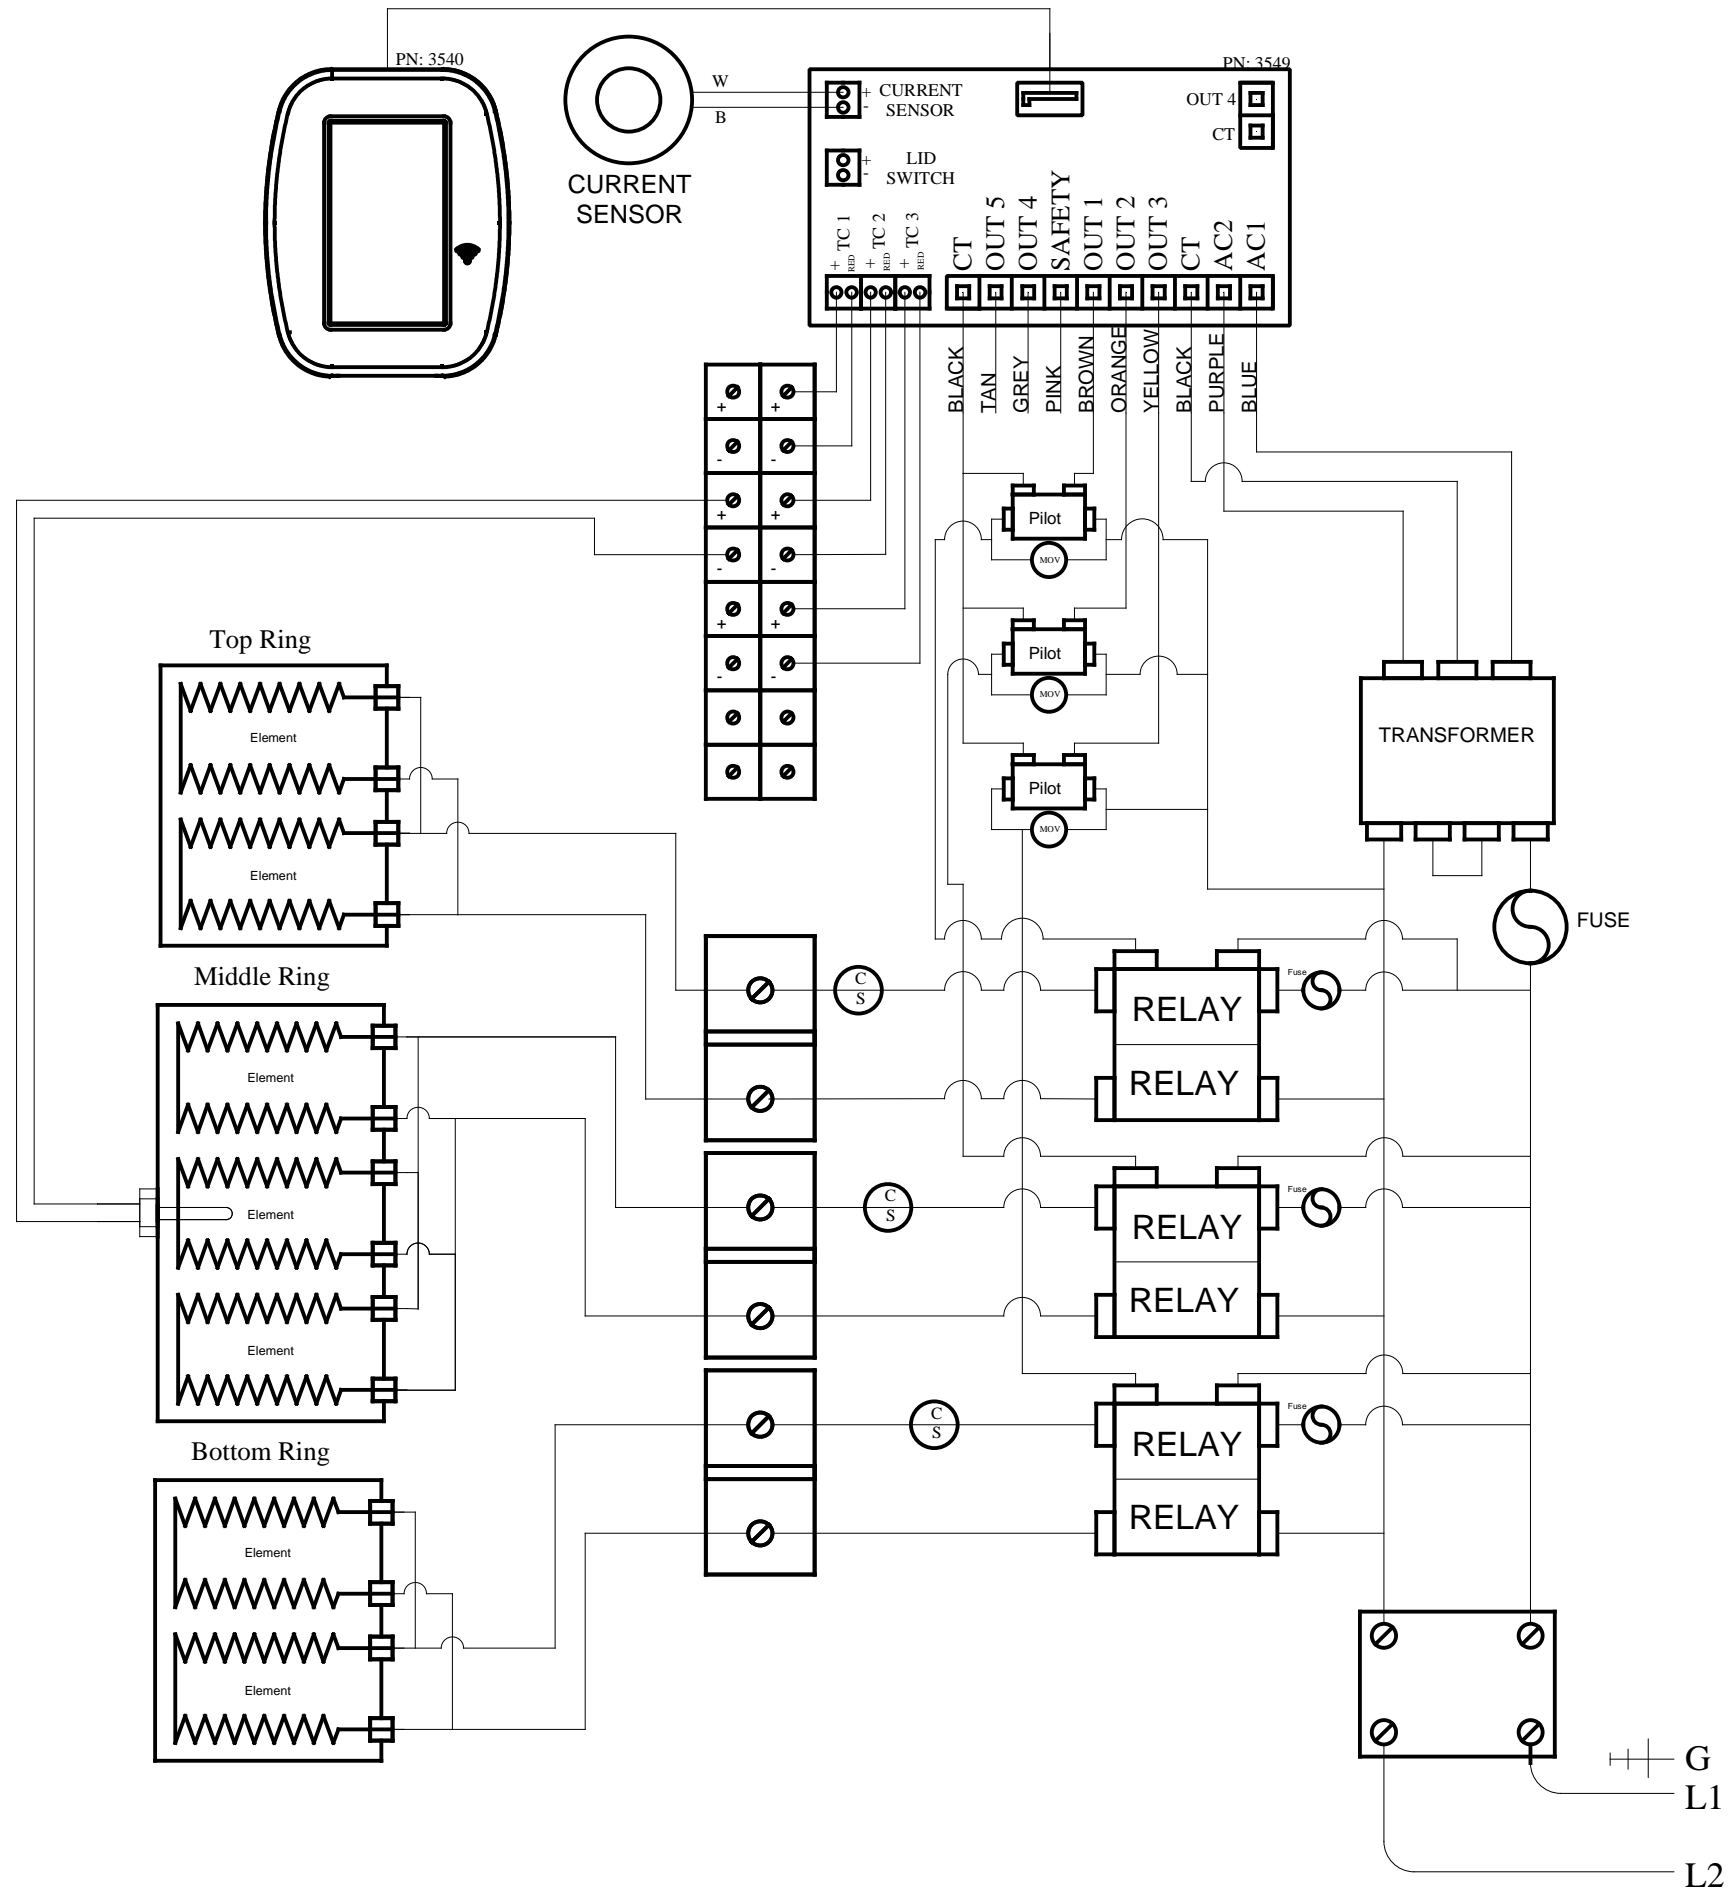 PN: 3540
PN: 3549
W
B
CURRENT
SENSOR
+ CURRENT
- SENSOR
+ LID
- SWITCH
OUT 4
CT
+ TC 1
RED
+ TC 2
RED
+ TC 3
RED
CT
OUT 5
OUT 4
SAFETY
OUT 1
OUT 2
OUT 3
CT
AC2
AC1
BLACK
TAN
GREY
PINK
BROWN
ORANGE
YELLOW
BLACK
PURPLE
BLUE
+ +
- -
+ +
- -
+ +
- -
Pilot
MOV
Pilot
MOV
Pilot
MOV
TRANSFORMER
FUSE
Top Ring
Element
Element
Middle Ring
Element
Element
Element
Bottom Ring
Element
Element
C
S
RELAY
Fuse
RELAY
C
S
RELAY
Fuse
RELAY
C
S
RELAY
Fuse
RELAY
G
L1
L2